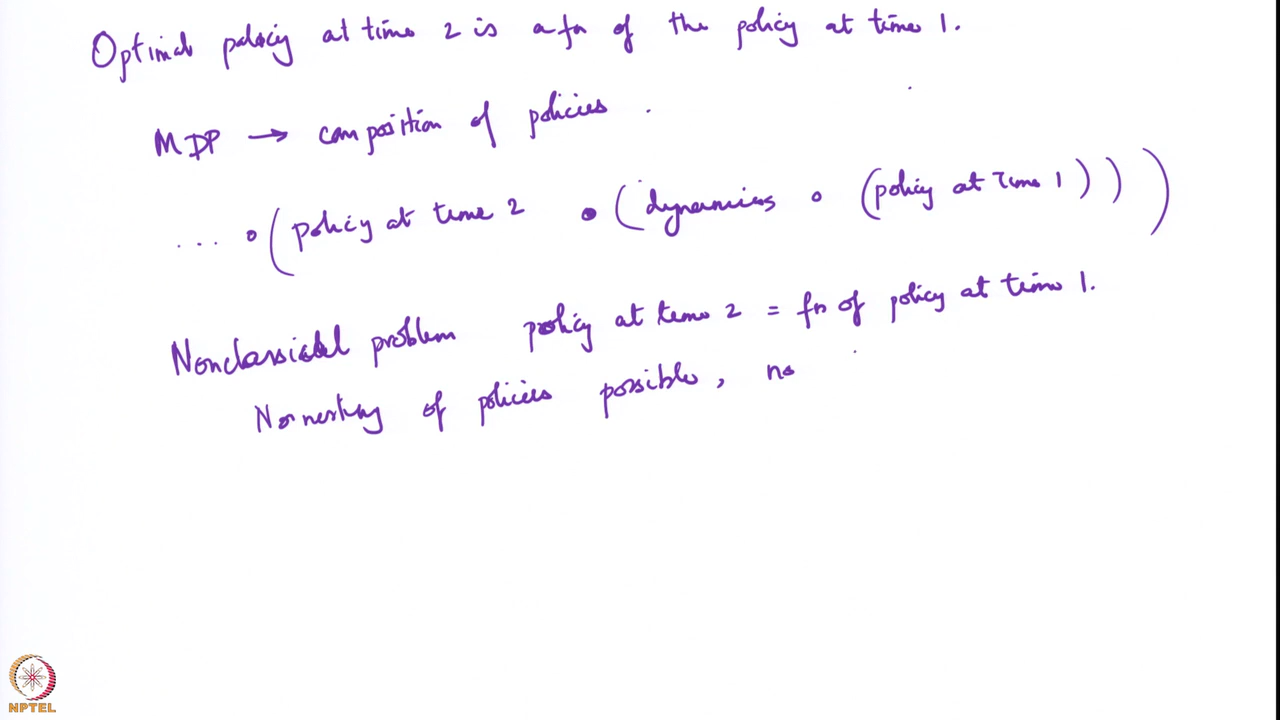 Optimal policy at time 2 is a fn of the policy at time 1.
MDP → composition of policies.
... ∘ (policy at time 2 ∘ (dynamics ∘ (policy at time 1)))
Nonclassical problem policy at time 2 = fn of policy at time 1.
No nesting of policies possible, no
NPTEL